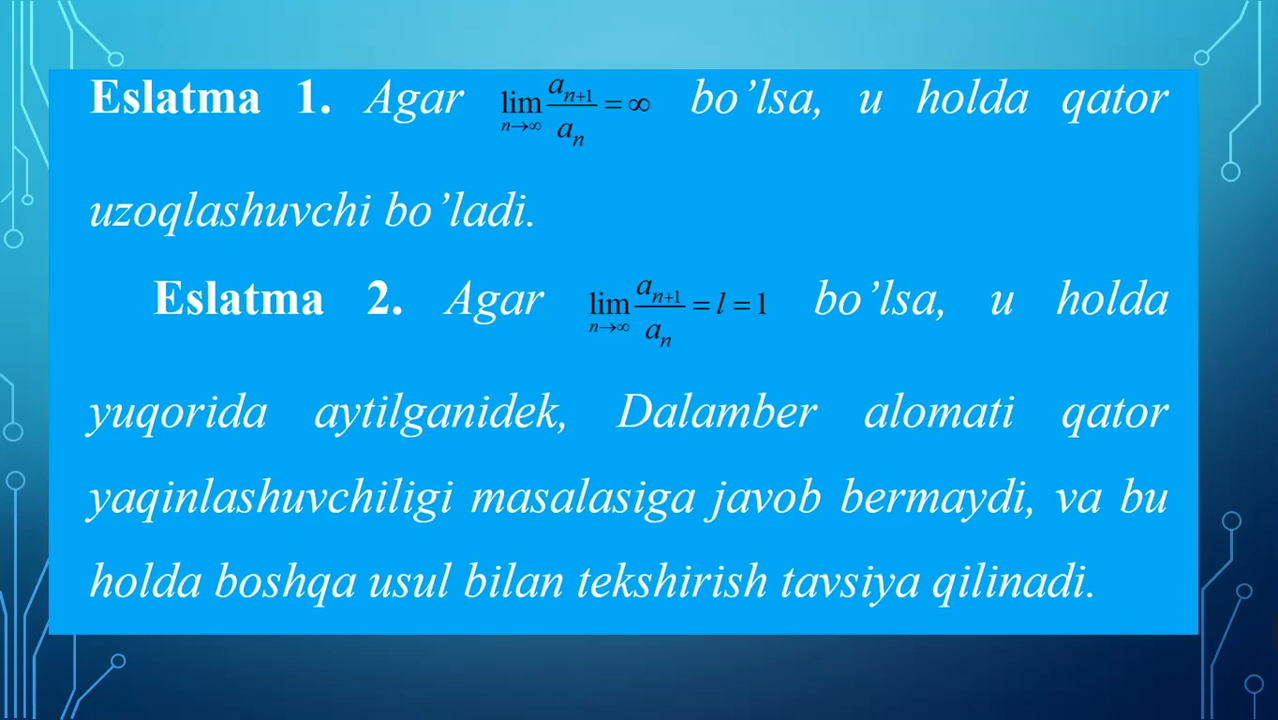 Eslatma 1. Agar lim_{n→∞} a_{n+1}/a_n = ∞ bo’lsa, u holda qator
uzoqlashuvchi bo’ladi.
Eslatma 2. Agar lim_{n→∞} a_{n+1}/a_n = l = 1 bo’lsa, u holda
yuqorida aytilganidek, Dalamber alomati qator
yaqinlashuvchiligi masalasiga javob bermaydi, va bu
holda boshqa usul bilan tekshirish tavsiya qilinadi.